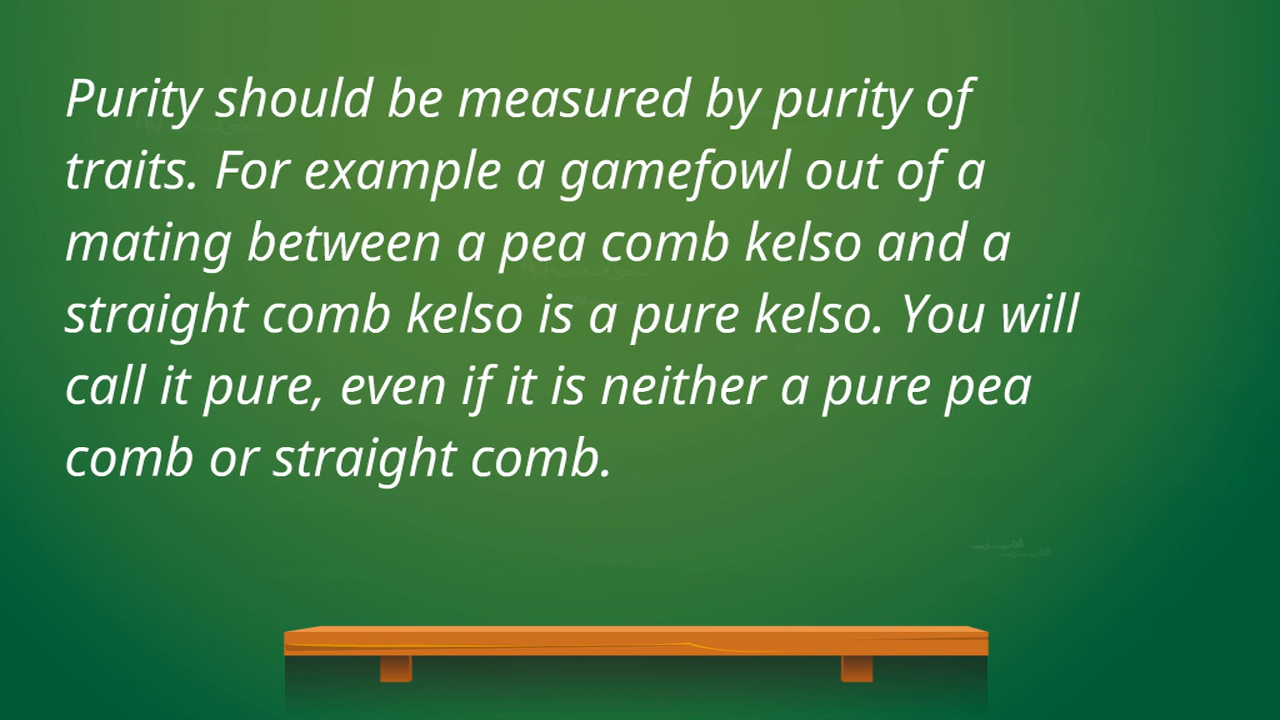 Purity should be measured by purity of
traits. For example a gamefowl out of a
mating between a pea comb kelso and a
straight comb kelso is a pure kelso. You will
call it pure, even if it is neither a pure pea
comb or straight comb.